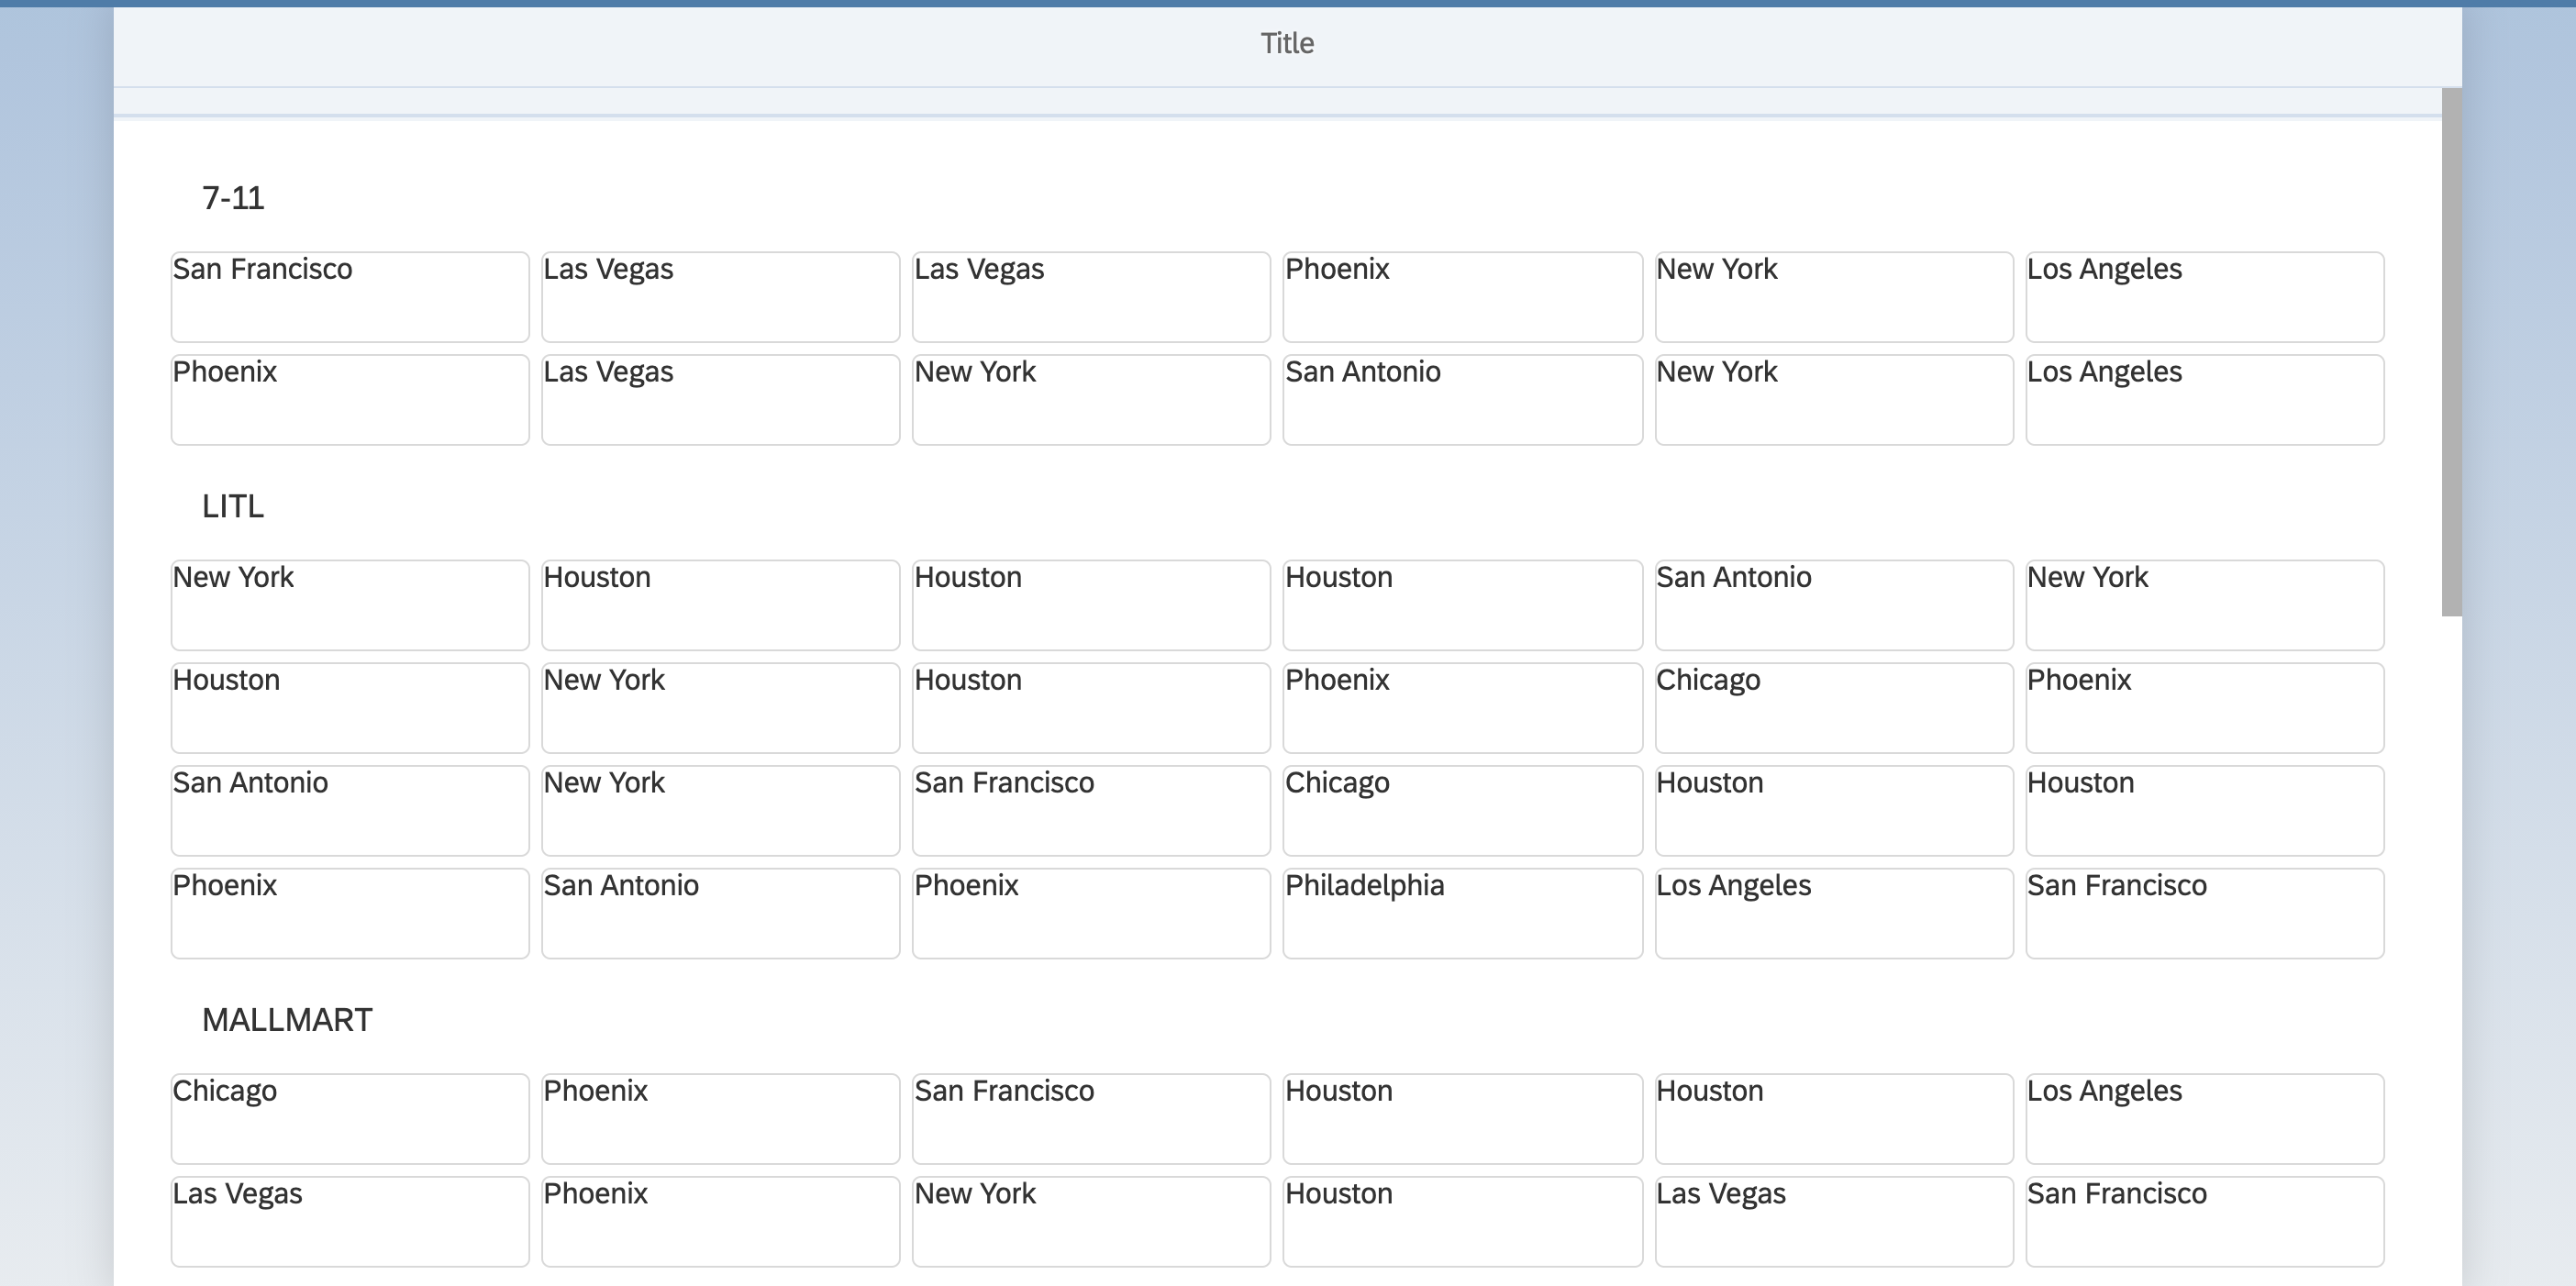 Title
7-11
San Francisco Las Vegas Las Vegas Phoenix New York Los Angeles
Phoenix Las Vegas New York San Antonio New York Los Angeles
LITL
New York Houston Houston Houston San Antonio New York
Houston New York Houston Phoenix Chicago Phoenix
San Antonio New York San Francisco Chicago Houston Houston
Phoenix San Antonio Phoenix Philadelphia Los Angeles San Francisco
MALLMART
Chicago Phoenix San Francisco Houston Houston Los Angeles
Las Vegas Phoenix New York Houston Las Vegas San Francisco